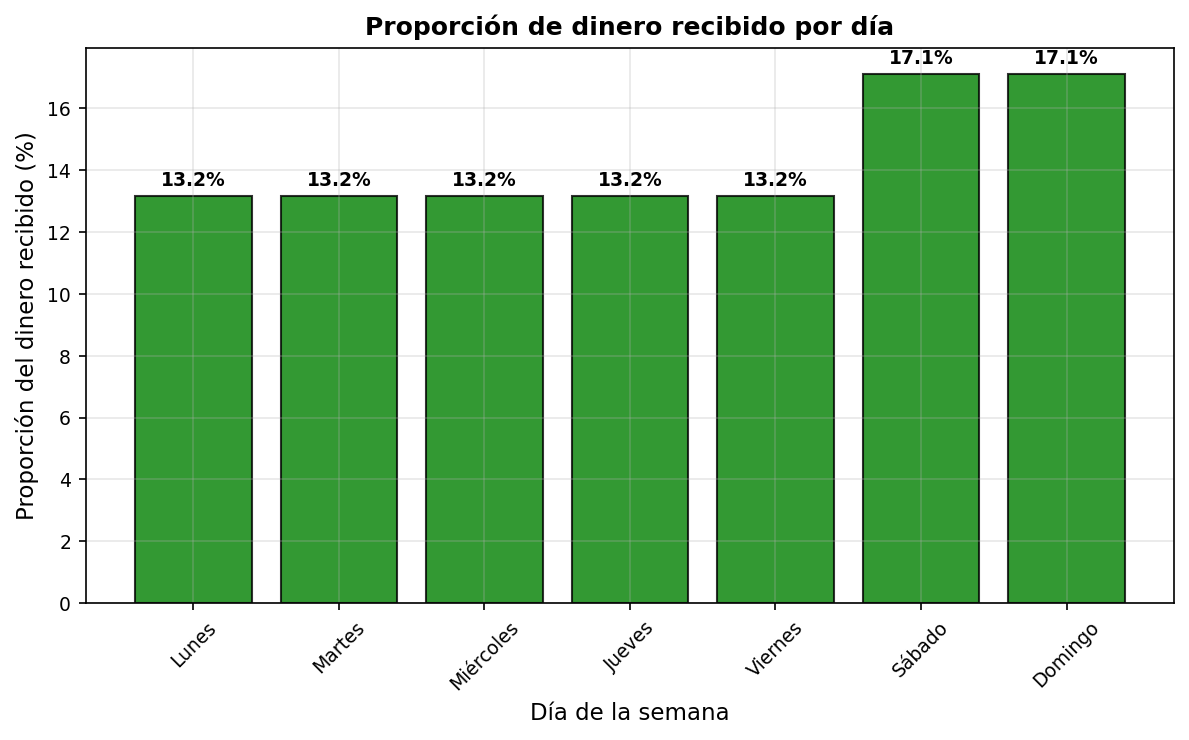 Proporción de dinero recibido por día
Proporción del dinero recibido (%)
16
14
12
10
8
6
4
2
0
13.2%
13.2%
13.2%
13.2%
13.2%
17.1%
17.1%
Lunes
Martes
Miércoles
Jueves
Viernes
Sábado
Domingo
Día de la semana